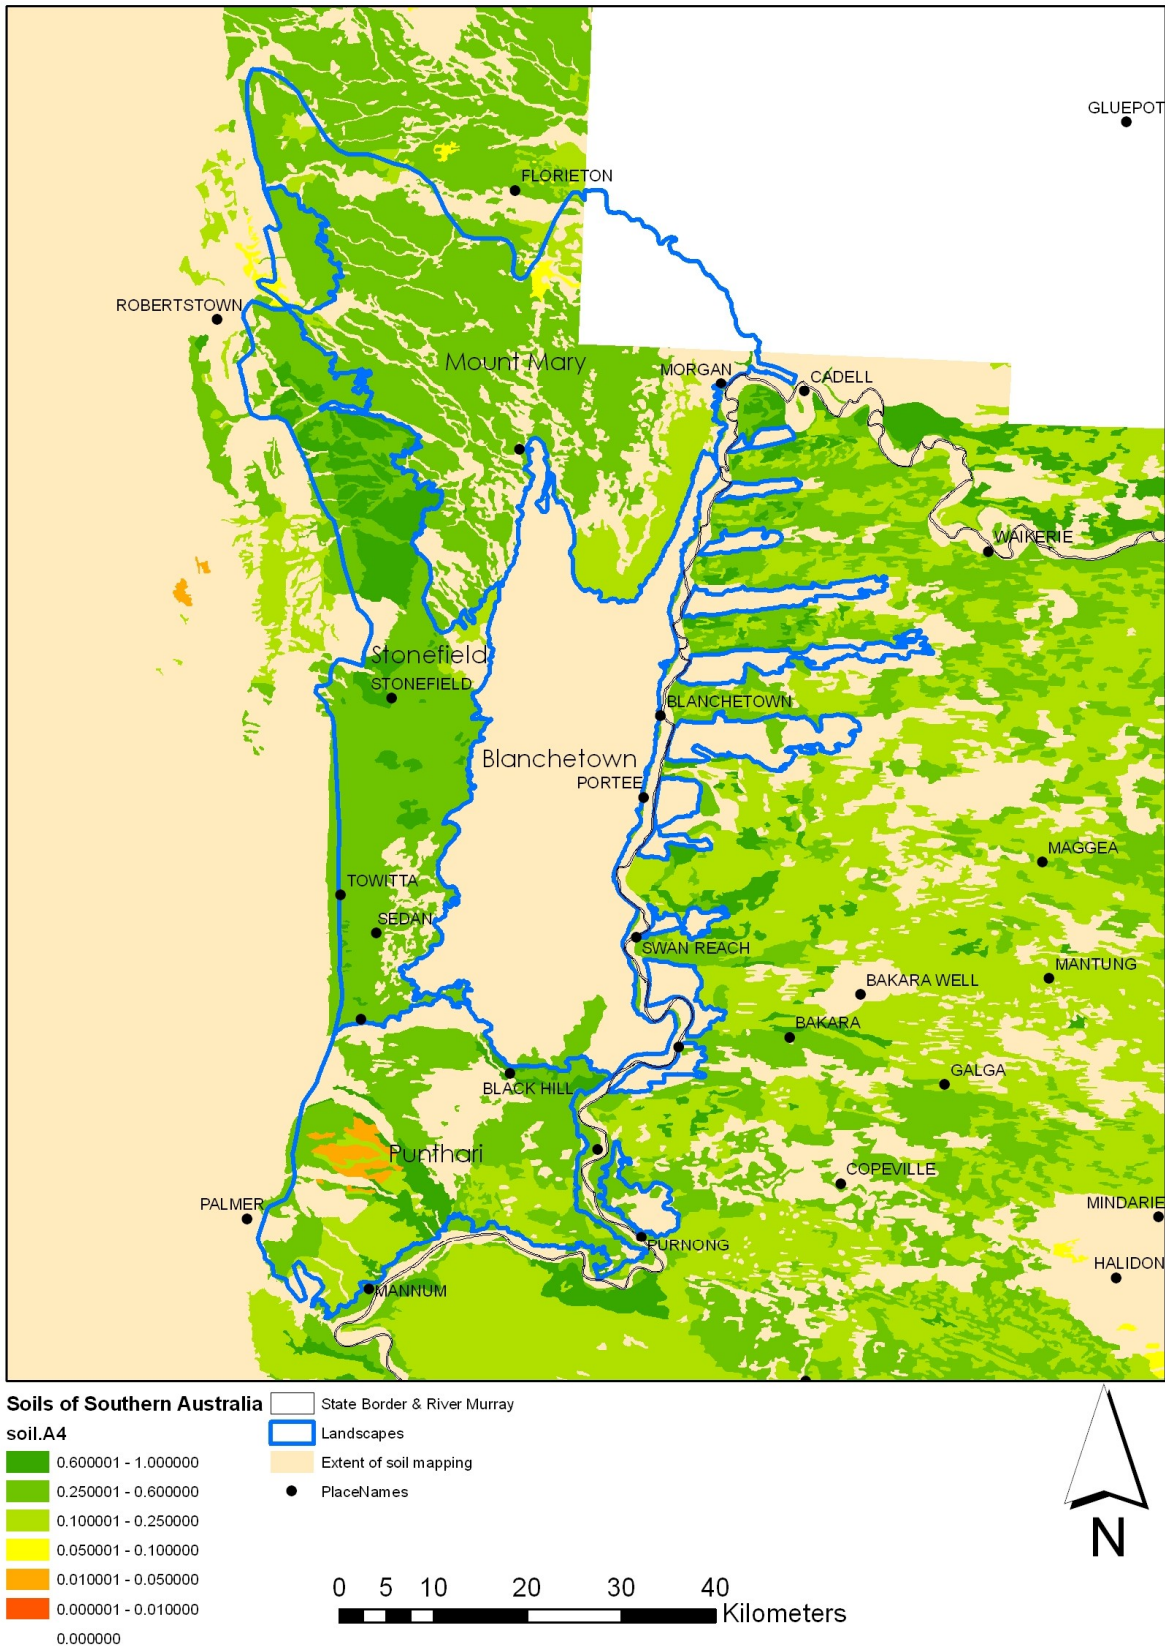 GLUEPOT
FLORIETON
ROBERTSTOWN
Mount Mary
MORGAN
CADELL
WAIKERIE
Stonefield
STONEFIELD
BLANCHETOWN
Blanchetown
PORTEE
MAGGEA
TOWITTA
SEDAN
SWAN REACH
MANTUNG
BAKARA WELL
BAKARA
GALGA
BLACK HILL
Punthari
COPEVILLE
PALMER
MINDARIE
PURNONG
HALIDON
MANNUM
Soils of Southern Australia
soil.A4
0.600001 - 1.000000
0.250001 - 0.600000
0.100001 - 0.250000
0.050001 - 0.100000
0.010001 - 0.050000
0.000001 - 0.010000
0.000000
State Border & River Murray
Landscapes
Extent of soil mapping
PlaceNames
0 5 10 20 30 40
Kilometers
N